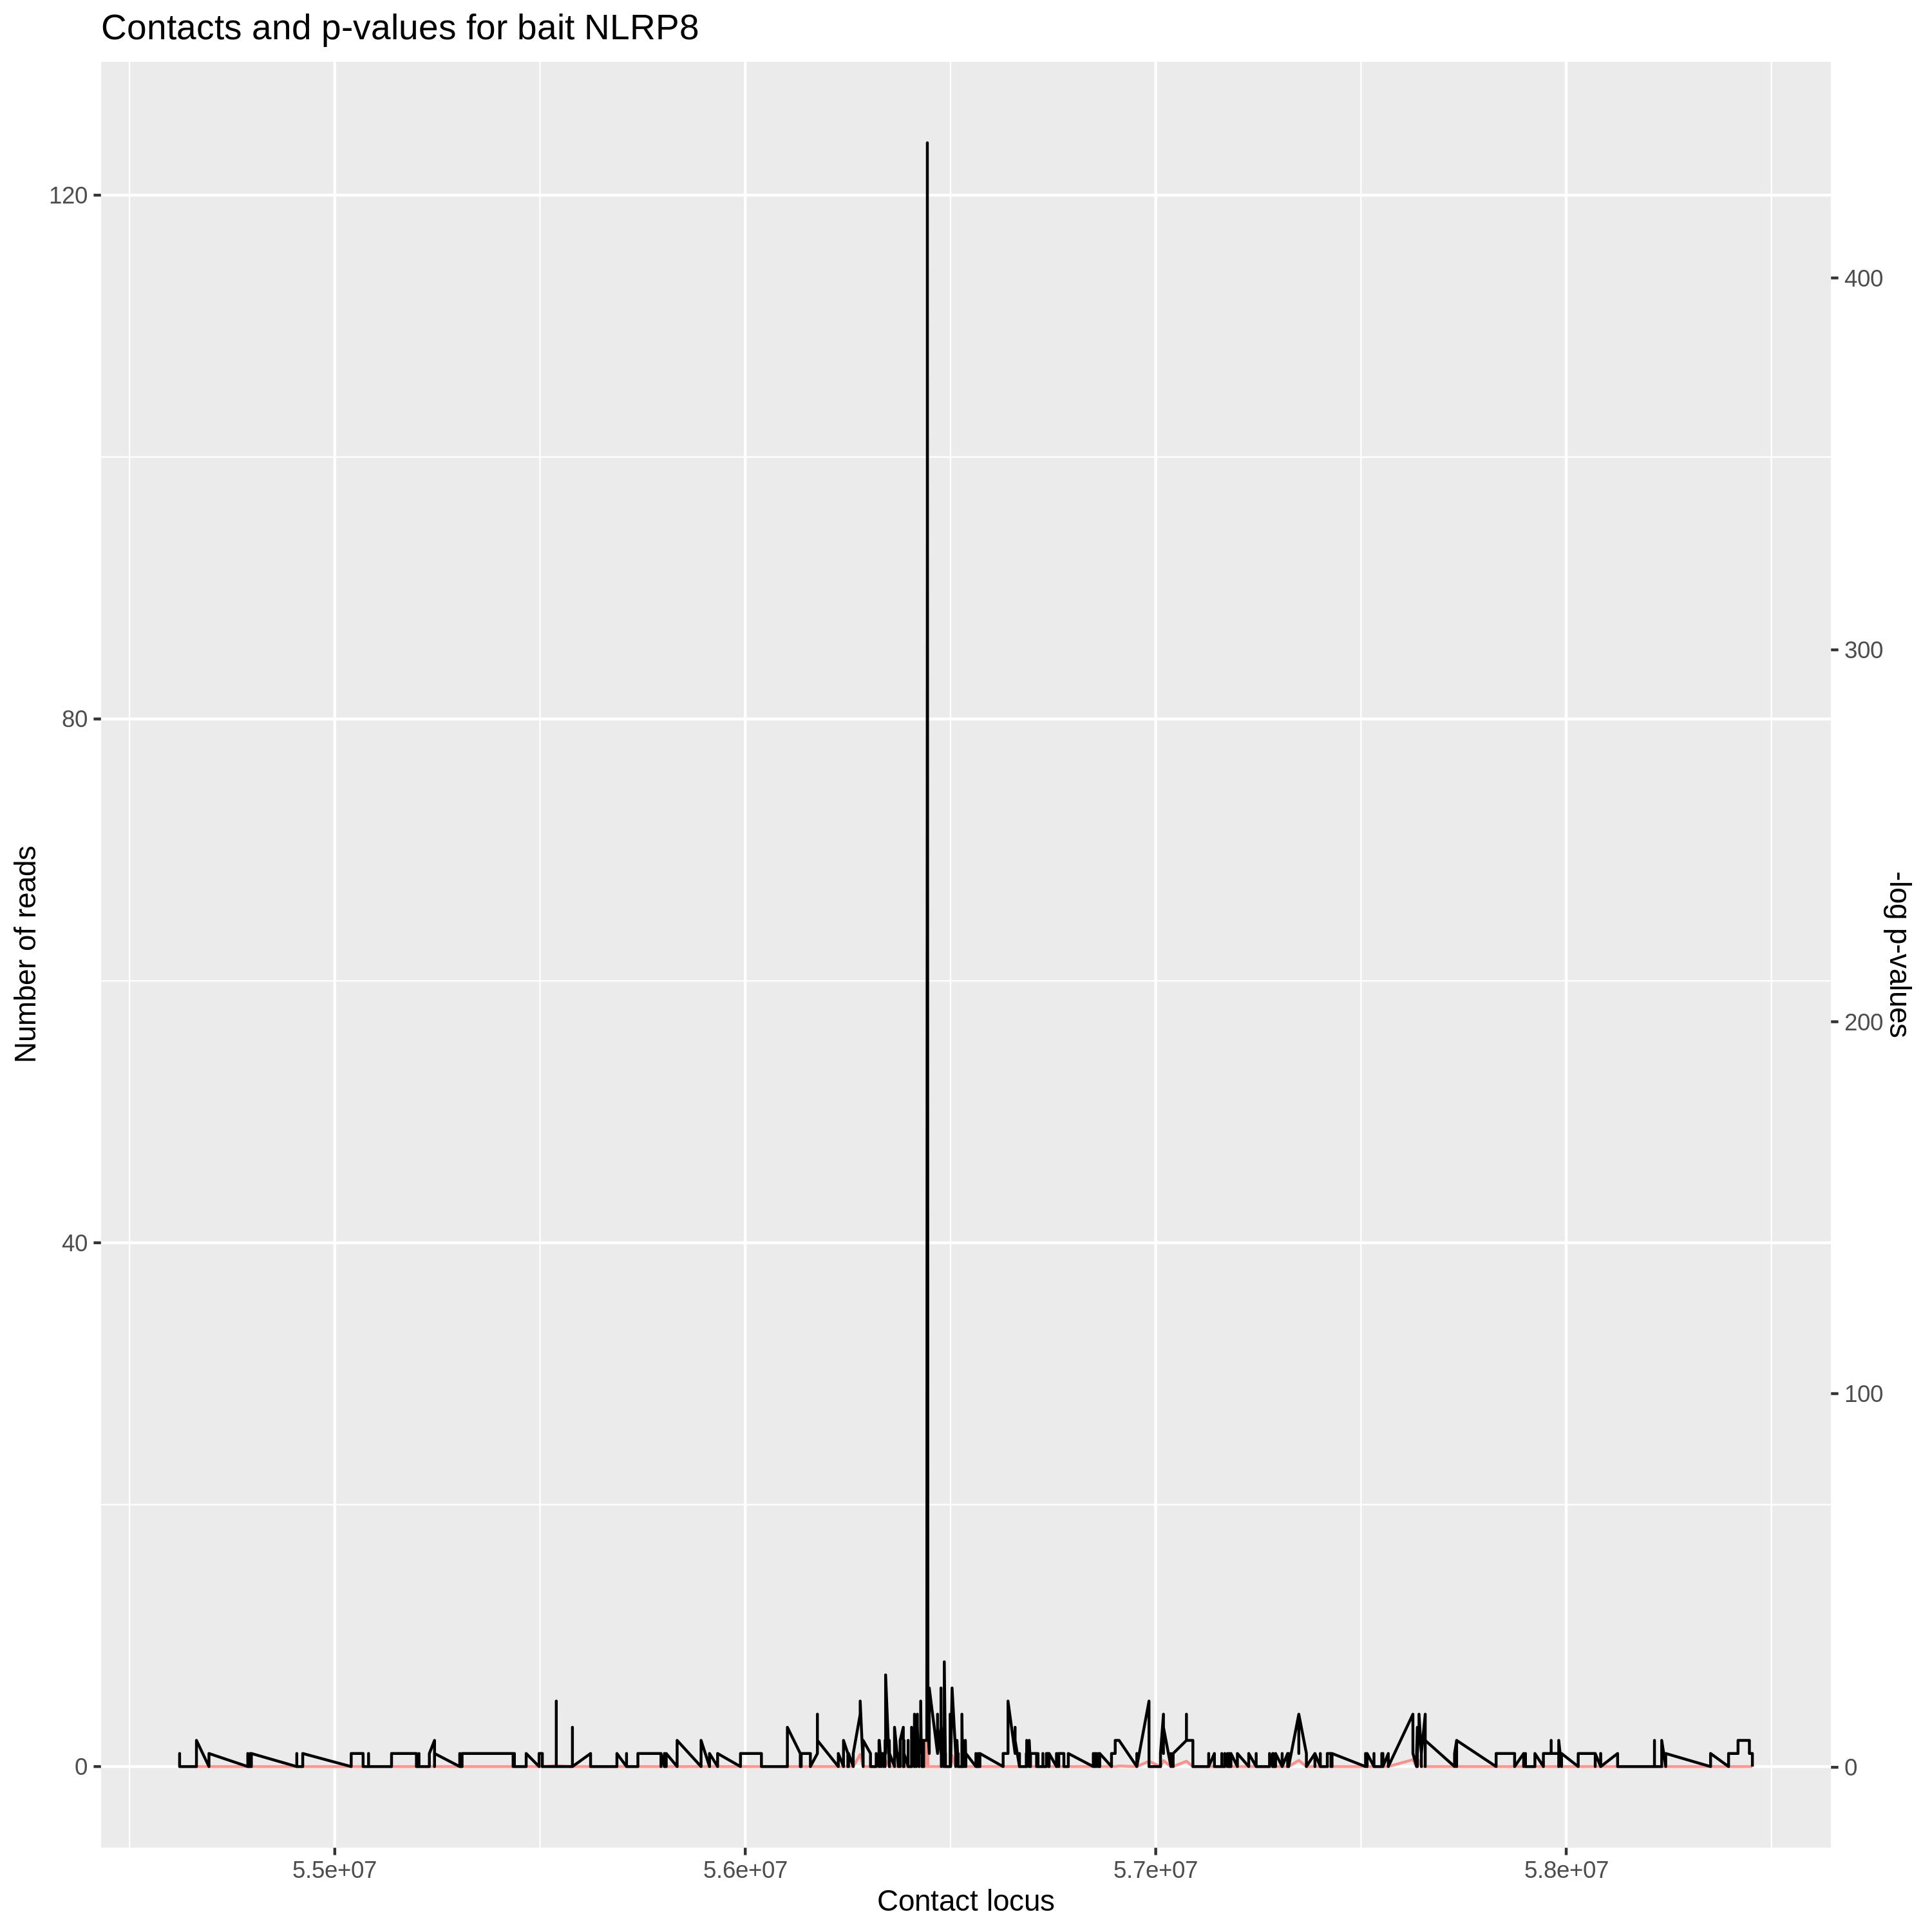 Contacts and p-values for bait NLRP8
120
80
40
0
Number of reads
400
300
200
100
0
-log p-values
5.5e+07
5.6e+07
5.7e+07
5.8e+07
Contact locus